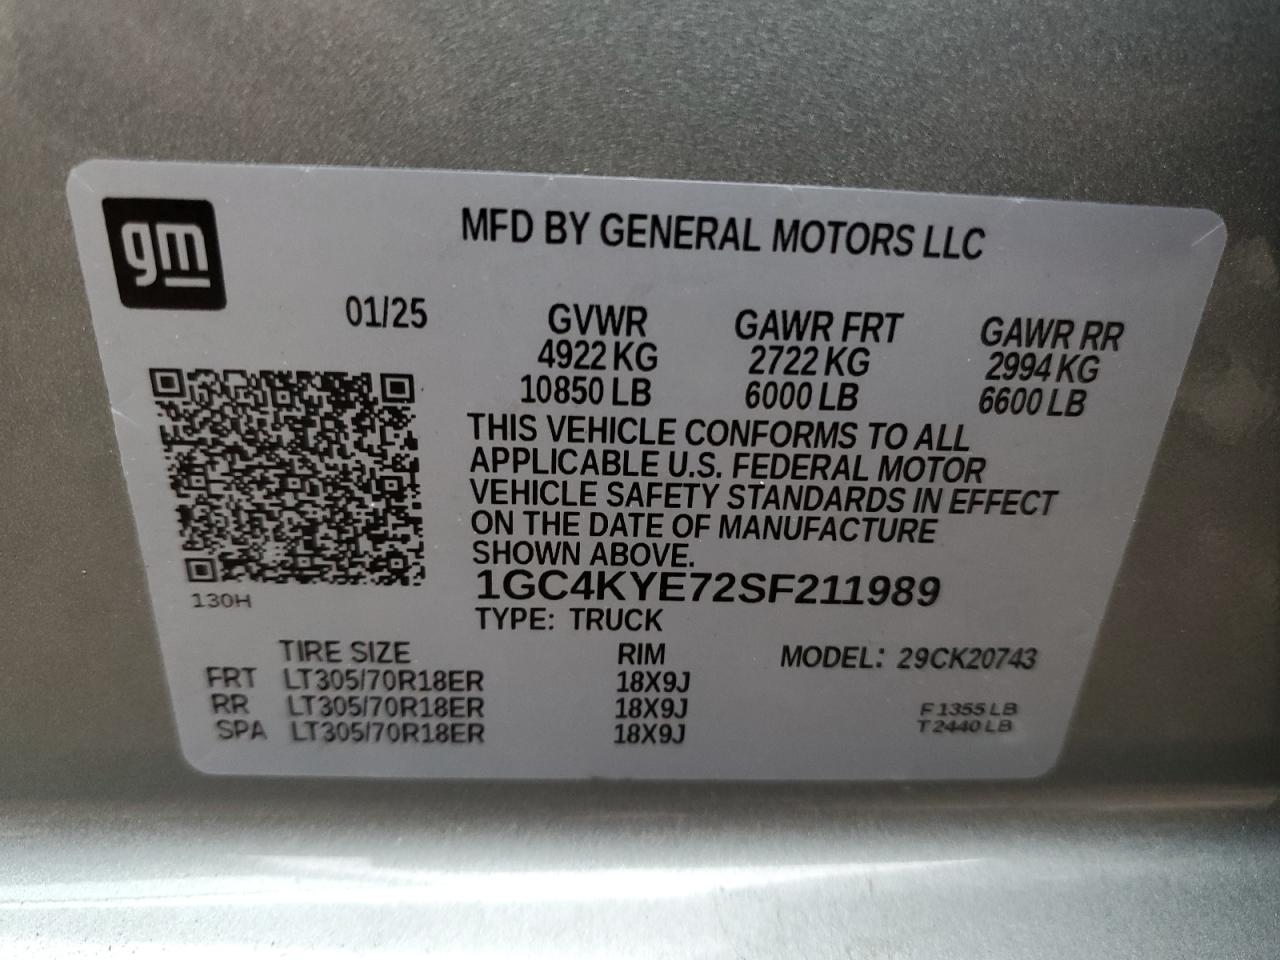 gm
MFD BY GENERAL MOTORS LLC
01/25
GVWR GAWR FRT GAWR RR
4922 KG 2722 KG 2994 KG
10850 LB 6000 LB 6600 LB
THIS VEHICLE CONFORMS TO ALL
APPLICABLE U.S. FEDERAL MOTOR
VEHICLE SAFETY STANDARDS IN EFFECT
ON THE DATE OF MANUFACTURE
SHOWN ABOVE.
130H
1GC4KYE72SF211989
TYPE: TRUCK
TIRE SIZE RIM MODEL: 29CK20743
FRT LT305/70R18ER 18X9J
RR LT305/70R18ER 18X9J F 1355 LB
SPA LT305/70R18ER 18X9J T 2440 LB